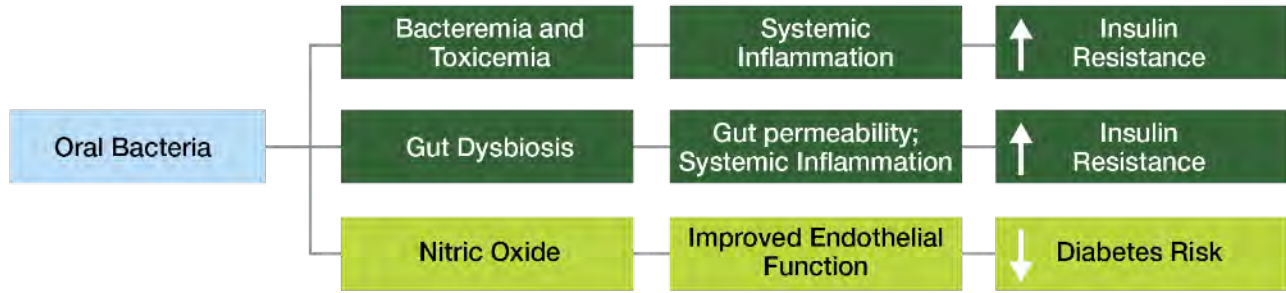 Bacteremia and
Toxicemia
Systemic
Inflammation
Insulin
Resistance
Oral Bacteria
Gut Dysbiosis
Gut permeability;
Systemic Inflammation
Insulin
Resistance
Nitric Oxide
Improved Endothelial
Function
Diabetes Risk